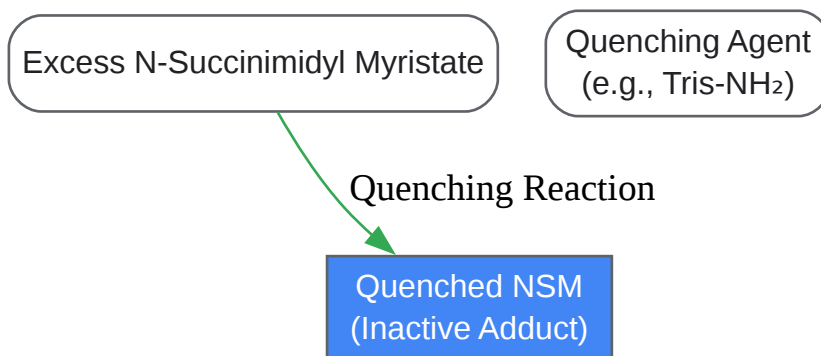 Excess N-Succinimidyl Myristate
Quenching Agent
(e.g., Tris-NH₂)
Quenching Reaction
Quenched NSM
(Inactive Adduct)